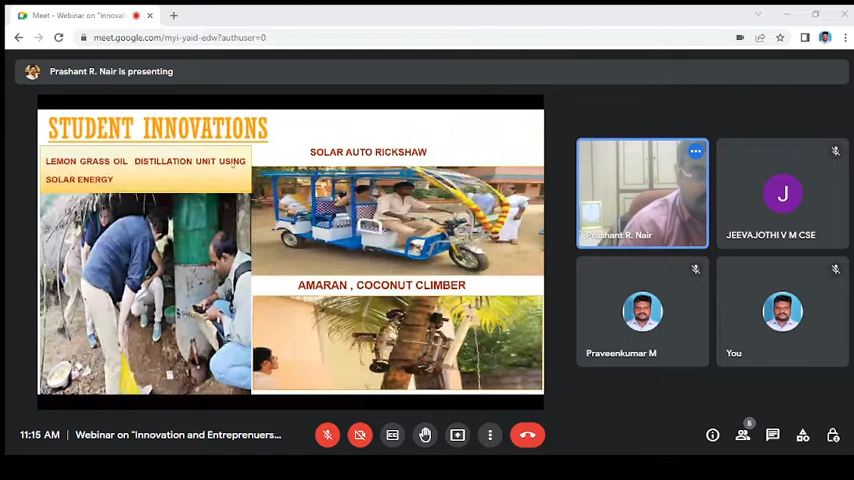 Meet - Webinar on "Innovat
meet.google.com/myi-yaid-edw?authuser=0
Prashant R. Nair is presenting
STUDENT INNOVATIONS
LEMON GRASS OIL DISTILLATION UNIT USING
SOLAR ENERGY
SOLAR AUTO RICKSHAW
AMARAN , COCONUT CLIMBER
Prashant R. Nair
J
JEEVAJOTHI V M CSE
Praveenkumar M
You
11:15 AM | Webinar on "Innovation and Entreprenuers...